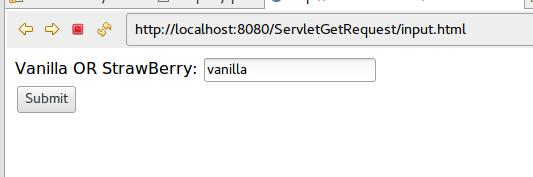 http://localhost:8080/ServletGetRequest/input.html
Vanilla OR StrawBerry: vanilla
Submit